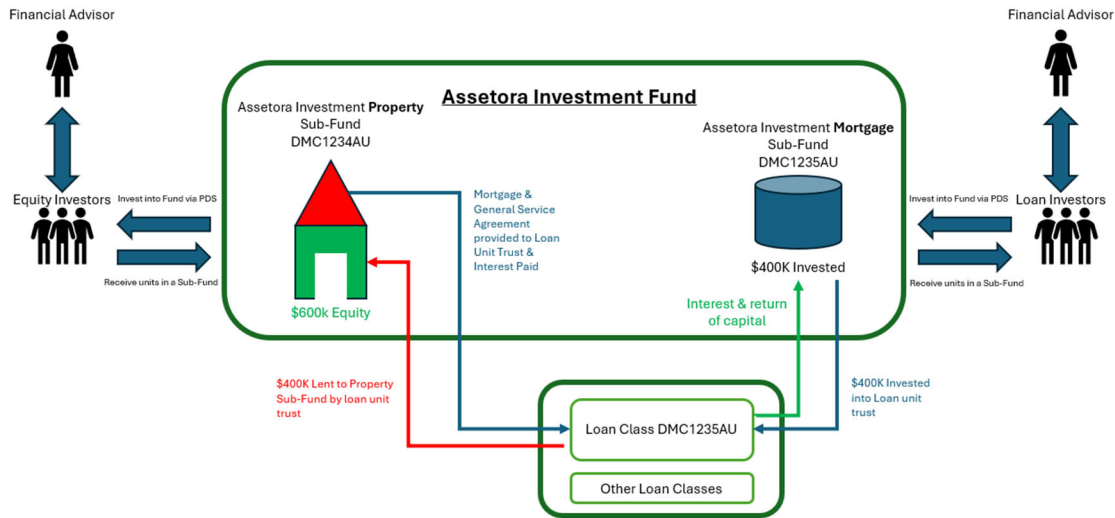 Financial Advisor
Financial Advisor
Assetora Investment Fund
Assetora Investment Property
Sub-Fund
DMC1234AU
Assetora Investment Mortgage
Sub-Fund
DMC1235AU
Equity Investors
Invest into Fund via PDS
Receive units in a Sub-Fund
Mortgage &
General Service
Agreement
provided to Loan
Unit Trust &
Interest Paid
Invest into Fund via PDS
Loan Investors
Receive units in a Sub-Fund
$600k Equity
$400K Invested
Interest & return
of capital
$400K Lent to Property
Sub-Fund by loan unit
trust
$400K Invested
into Loan unit
trust
Loan Class DMC1235AU
Other Loan Classes